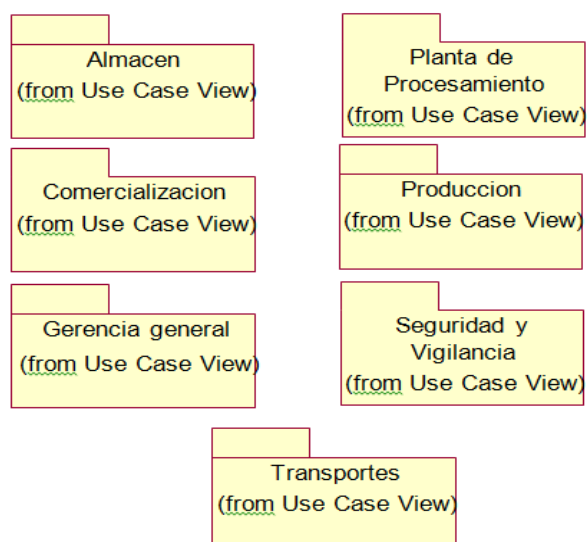 Almacen
(from Use Case View)
Planta de
Procesamiento
(from Use Case View)
Comercializacion
(from Use Case View)
Produccion
(from Use Case View)
Gerencia general
(from Use Case View)
Seguridad y
Vigilancia
(from Use Case View)
Transportes
(from Use Case View)